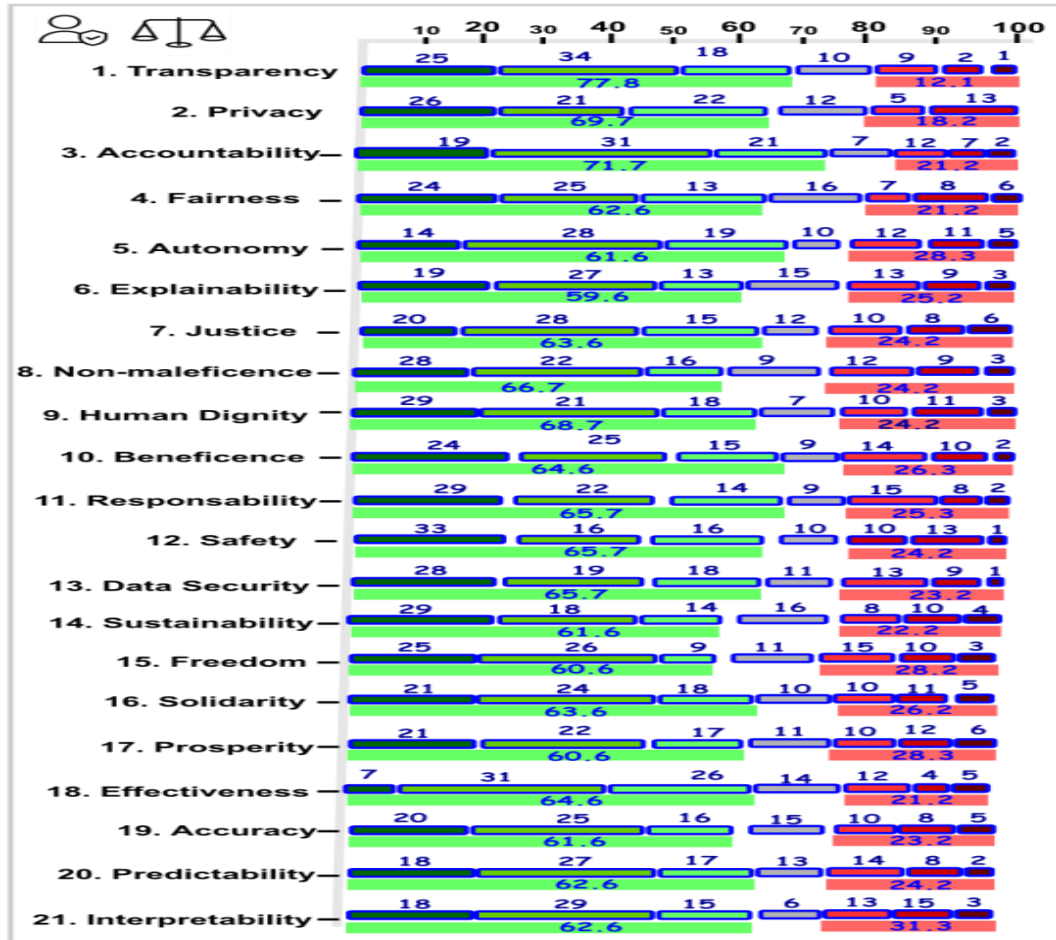 10 20 30 40 50 60 70 80 90 100
25 34 18 10 9 2 1
1. Transparency
77.8 12.1
26 21 22 12 5 13
2. Privacy
69.7 18.2
19 31 21 7 12 7 2
3. Accountability
71.7 21.2
24 25 13 16 7 8 6
4. Fairness
62.6 21.2
14 28 19 10 12 11 5
5. Autonomy
61.6 28.3
19 27 13 15 13 9 3
6. Explainability
59.6 25.2
20 28 15 12 10 8 6
7. Justice
63.6 24.2
28 22 16 9 12 9 3
8. Non-maleficence
66.7 24.2
29 21 18 7 10 11 3
9. Human Dignity
68.7 24.2
24 25 15 9 14 10 2
10. Beneficence
64.6 26.3
29 22 14 9 15 8 2
11. Responsability
65.7 25.3
33 16 16 10 10 13 1
12. Safety
65.7 24.2
28 19 18 11 13 9 1
13. Data Security
65.7 23.2
29 18 14 16 8 10 4
14. Sustainability
61.6 22.2
25 26 9 11 15 10 3
15. Freedom
60.6 28.2
21 24 18 10 10 11 5
16. Solidarity
63.6 26.2
21 22 17 11 10 12 6
17. Prosperity
60.6 28.3
7 31 26 14 12 4 5
18. Effectiveness
64.6 21.2
20 25 16 15 10 8 5
19. Accuracy
61.6 23.2
18 27 17 13 14 8 2
20. Predictability
62.6 24.2
18 29 15 6 13 15 3
21. Interpretability
62.6 31.3